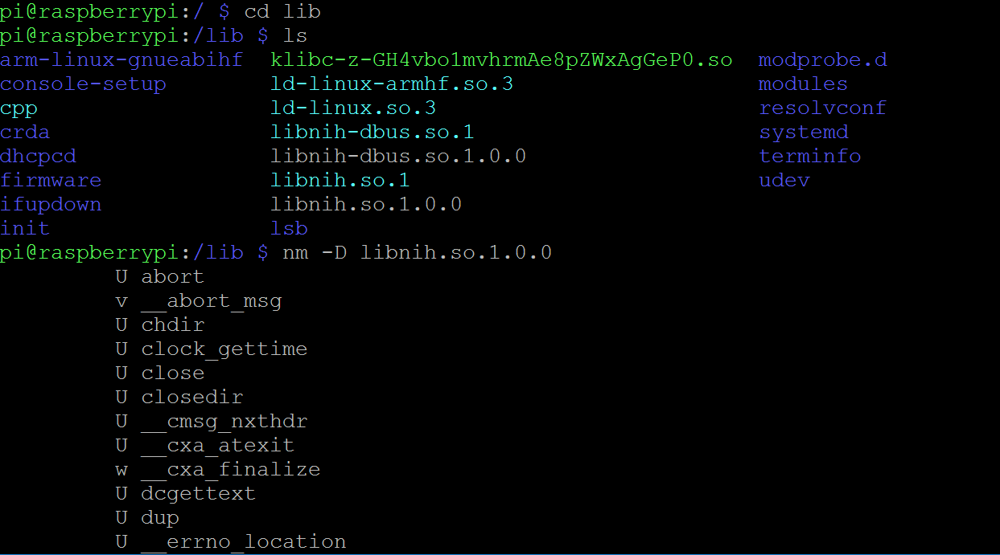 pi@raspberrypi:/ $ cd lib
pi@raspberrypi:/lib $ ls
arm-linux-gnueabihf  klibc-z-GH4vbo1mvhrmAe8pZWxAgGeP0.so  modprobe.d
console-setup        ld-linux-armhf.so.3                   modules
cpp                  ld-linux.so.3                         resolvconf
crda                 libnih-dbus.so.1                      systemd
dhcpcd               libnih-dbus.so.1.0.0                  terminfo
firmware             libnih.so.1                           udev
ifupdown             libnih.so.1.0.0
init                 lsb
pi@raspberrypi:/lib $ nm -D libnih.so.1.0.0
         U abort
         v __abort_msg
         U chdir
         U clock_gettime
         U close
         U closedir
         U __cmsg_nxthdr
         U __cxa_atexit
         w __cxa_finalize
         U dcgettext
         U dup
         U __errno_location